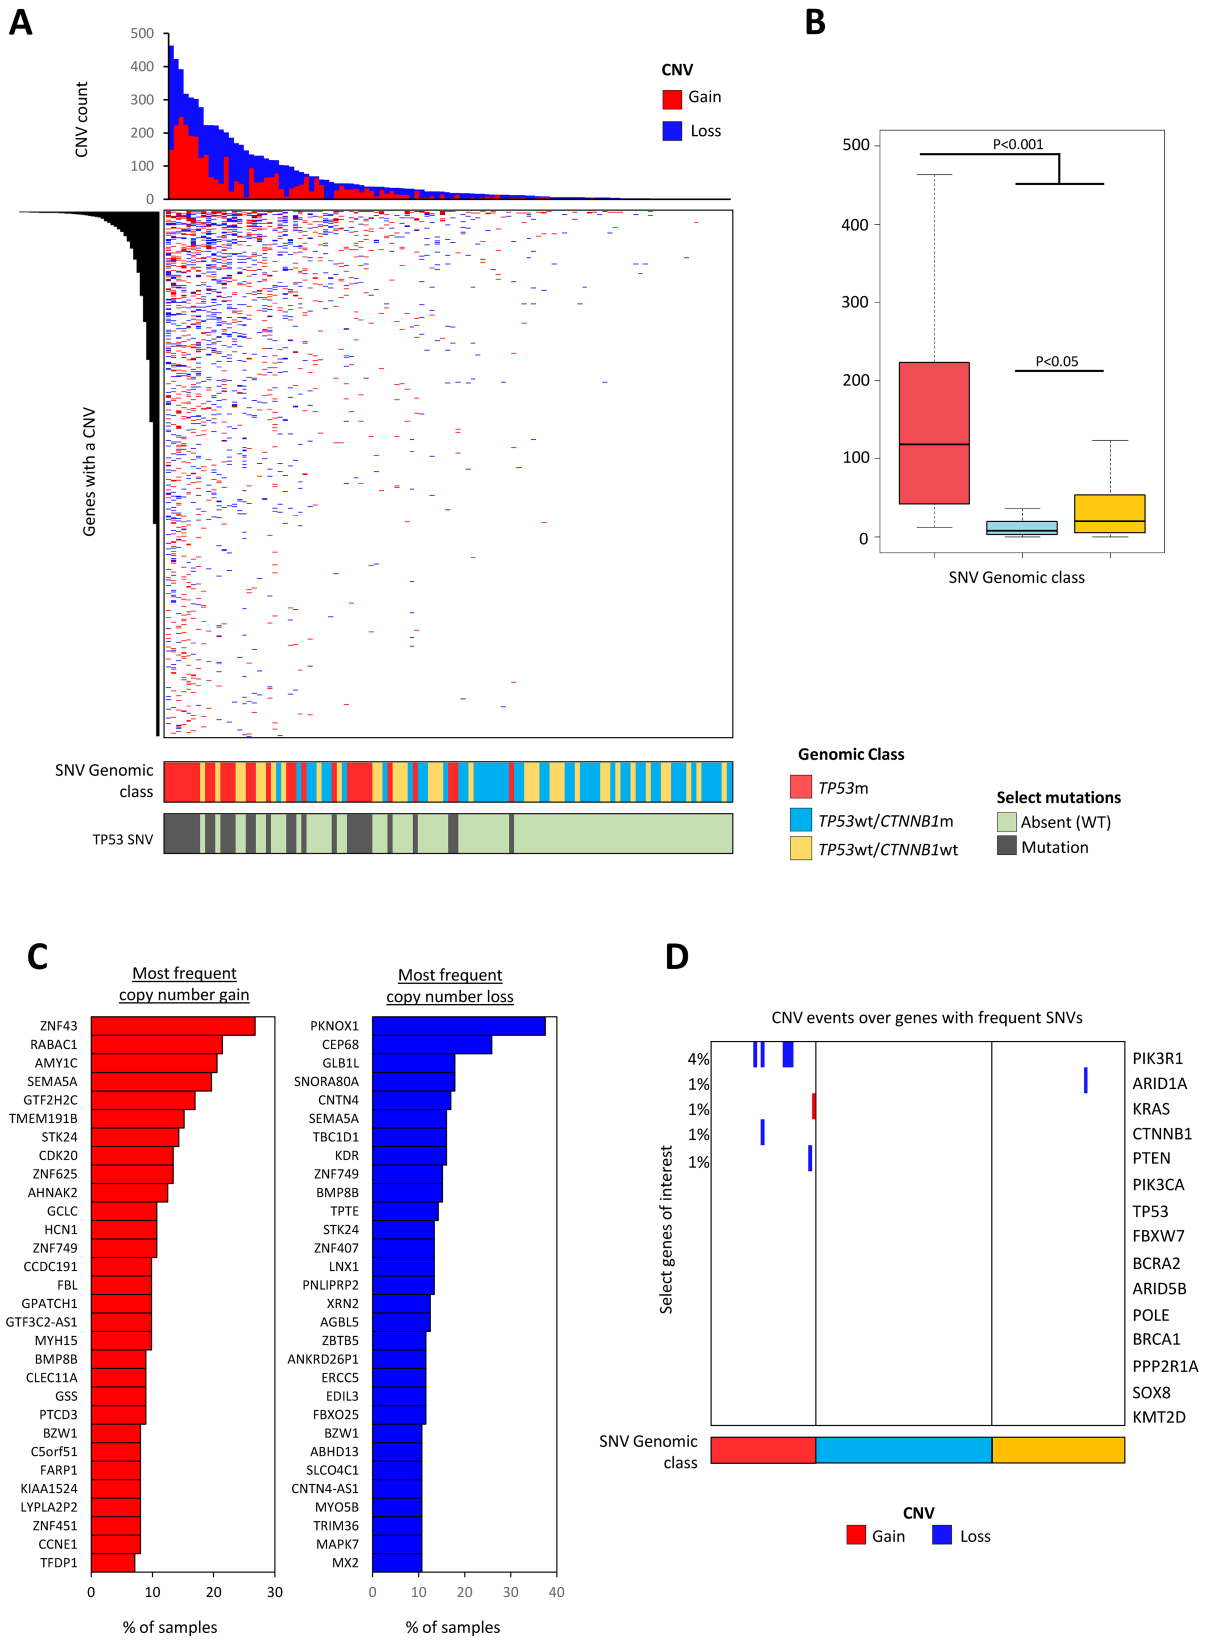 A
500
400
300
200
100
0
CNV count
CNV
Gain
Loss
Genes with a CNV
SNV Genomic
class
TP53 SNV
B
500
400
300
200
100
0
P<0.001
P<0.05
SNV Genomic class
Genomic Class
TP53m
TP53wt/CTNNB1m
TP53wt/CTNNB1wt
Select mutations
Absent (WT)
Mutation
C
Most frequent
copy number gain
ZNF43
RABAC1
AMY1C
SEMA5A
GTF2H2C
TMEM191B
STK24
CDK20
ZNF625
AHNAK2
GCLC
HCN1
ZNF749
CCDC191
FBL
GPATCH1
GTF3C2-AS1
MYH15
BMP8B
CLEC11A
GSS
PTCD3
BZW1
C5orf51
FARP1
KIAA1524
LYPLA2P2
ZNF451
CCNE1
TFDP1
0 10 20 30
% of samples
Most frequent
copy number loss
PKNOX1
CEP68
GLB1L
SNORA80A
CNTN4
SEMA5A
TBC1D1
KDR
ZNF749
BMP8B
TPTE
STK24
ZNF407
LNX1
PNLIPRP2
XRN2
AGBL5
ZBTB5
ANKRD26P1
ERCC5
EDIL3
FBXO25
BZW1
ABHD13
SLCO4C1
CNTN4-AS1
MYO5B
TRIM36
MAPK7
MX2
0 10 20 30 40
% of samples
D
CNV events over genes with frequent SNVs
Select genes of interest
4% PIK3R1
1% ARID1A
1% KRAS
1% CTNNB1
1% PTEN
PIK3CA
TP53
FBXW7
BCRA2
ARID5B
POLE
BRCA1
PPP2R1A
SOX8
KMT2D
SNV Genomic
class
CNV
Gain
Loss